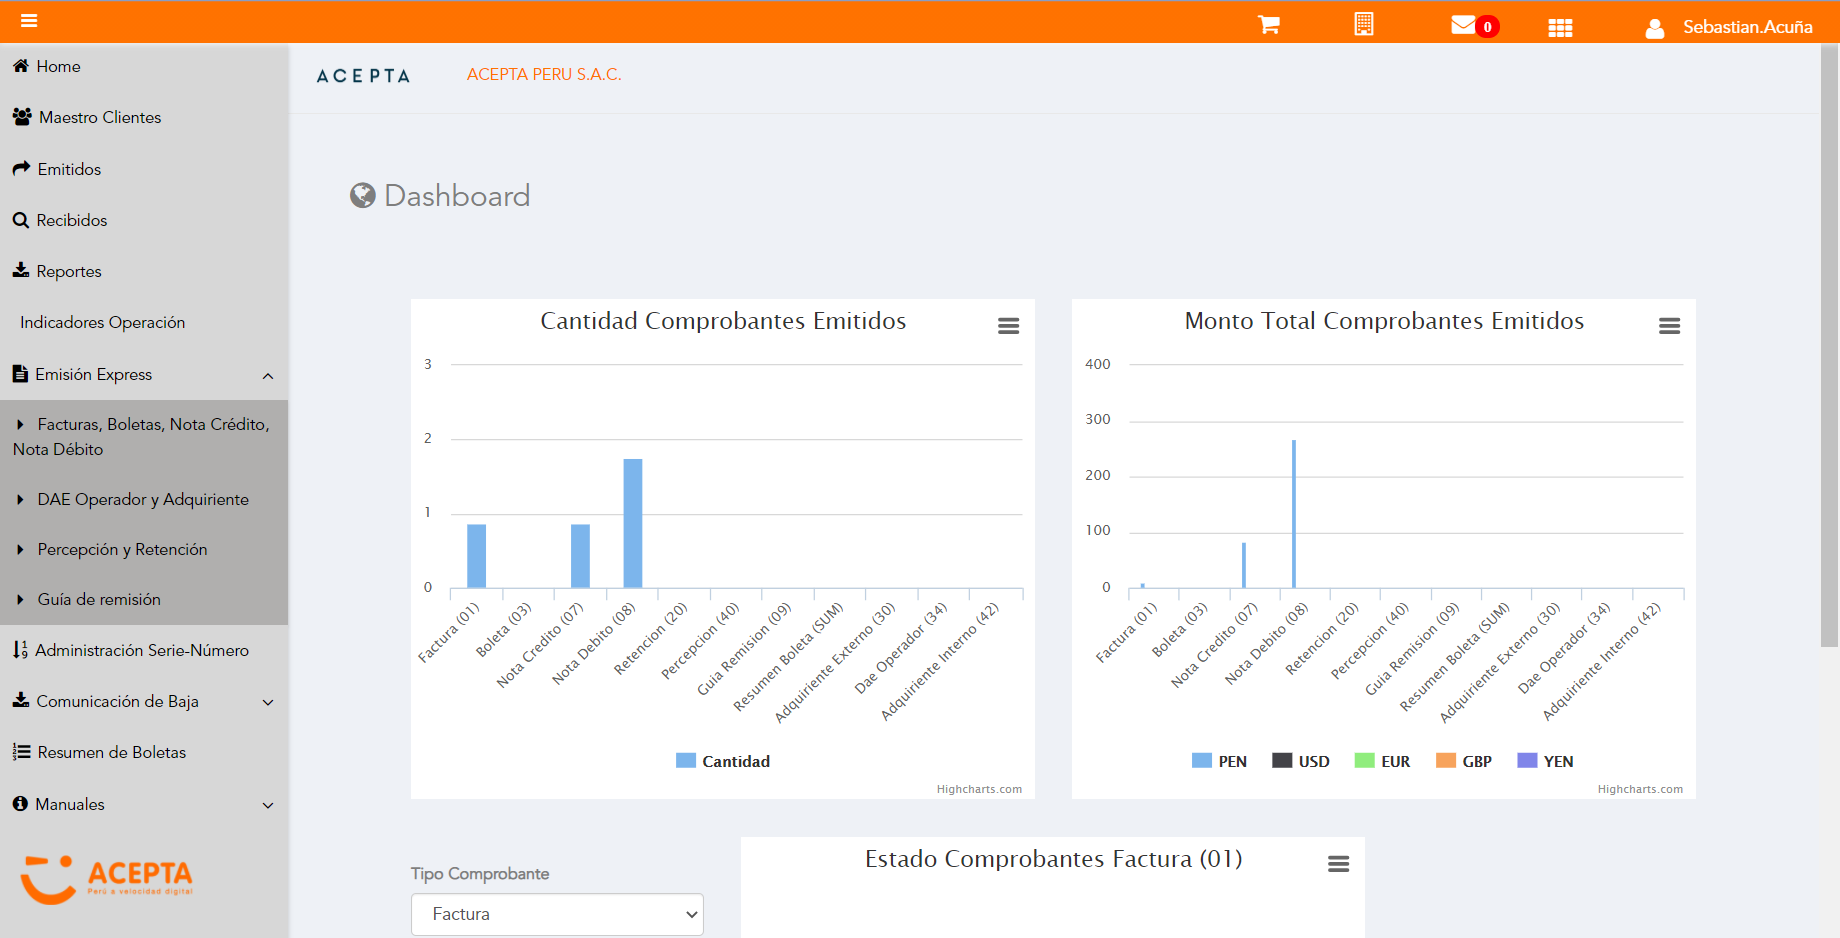 0
Sebastian.Acuña
Home
Maestro Clientes
Emitidos
Recibidos
Reportes
Indicadores Operación
Emisión Express
Facturas, Boletas, Nota Crédito,
Nota Débito
DAE Operador y Adquiriente
Percepción y Retención
Guía de remisión
Administración Serie-Número
Comunicación de Baja
Resumen de Boletas
Manuales
ACEPTA
Perú a velocidad digital
ACEPTA
ACEPTA PERU S.A.C.
Dashboard
Cantidad Comprobantes Emitidos
3
2
1
0
Factura (01)
Boleta (03)
Nota Credito (07)
Nota Debito (08)
Retencion (20)
Percepcion (40)
Guia Remision (09)
Resumen Boleta (SUM)
Adquiriente Externo (30)
Dae Operador (34)
Adquiriente Interno (42)
Cantidad
Highcharts.com
Monto Total Comprobantes Emitidos
400
300
200
100
0
Factura (01)
Boleta (03)
Nota Credito (07)
Nota Debito (08)
Retencion (20)
Percepcion (40)
Guia Remision (09)
Resumen Boleta (SUM)
Adquiriente Externo (30)
Dae Operador (34)
Adquiriente Interno (42)
PEN USD EUR GBP YEN
Highcharts.com
Tipo Comprobante
Factura
Estado Comprobantes Factura (01)